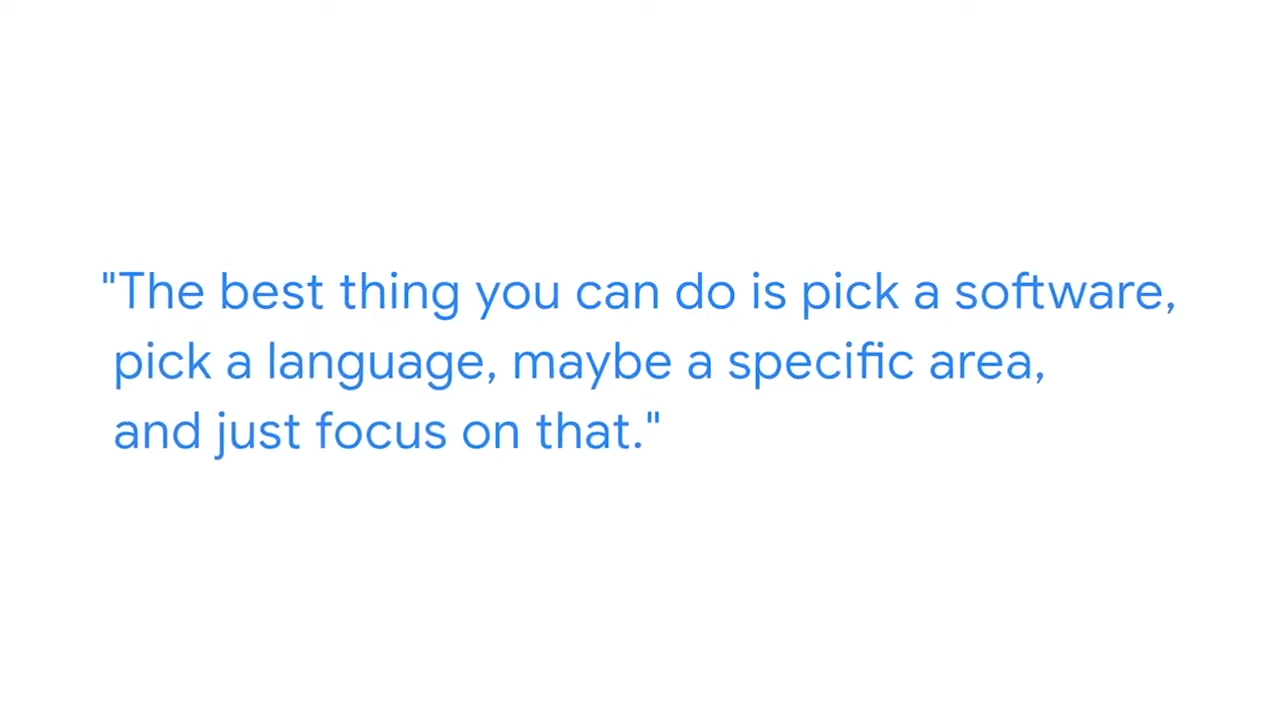 "The best thing you can do is pick a software,
pick a language, maybe a specific area,
and just focus on that."